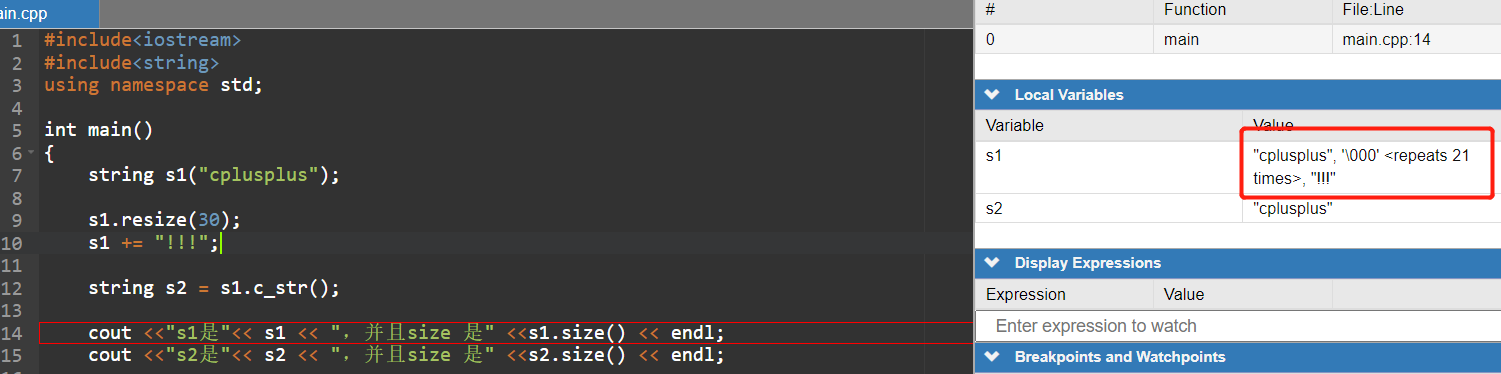 ain.cpp
1 #include<iostream>
2 #include<string>
3 using namespace std;
4
5 int main()
6 {
7 string s1("cplusplus");
8
9 s1.resize(30);
10 s1 += "!!!";
11
12 string s2 = s1.c_str();
13
14 cout <<"s1是"<< s1 << ", 并且size 是" <<s1.size() << endl;
15 cout <<"s2是"<< s2 << ", 并且size 是" <<s2.size() << endl;
# Function File:Line
0 main main.cpp:14
Local Variables
Variable Value
s1 "cplusplus", '\000' <repeats 21
times>, "!!!"
s2 "cplusplus"
Display Expressions
Expression Value
Enter expression to watch
Breakpoints and Watchpoints